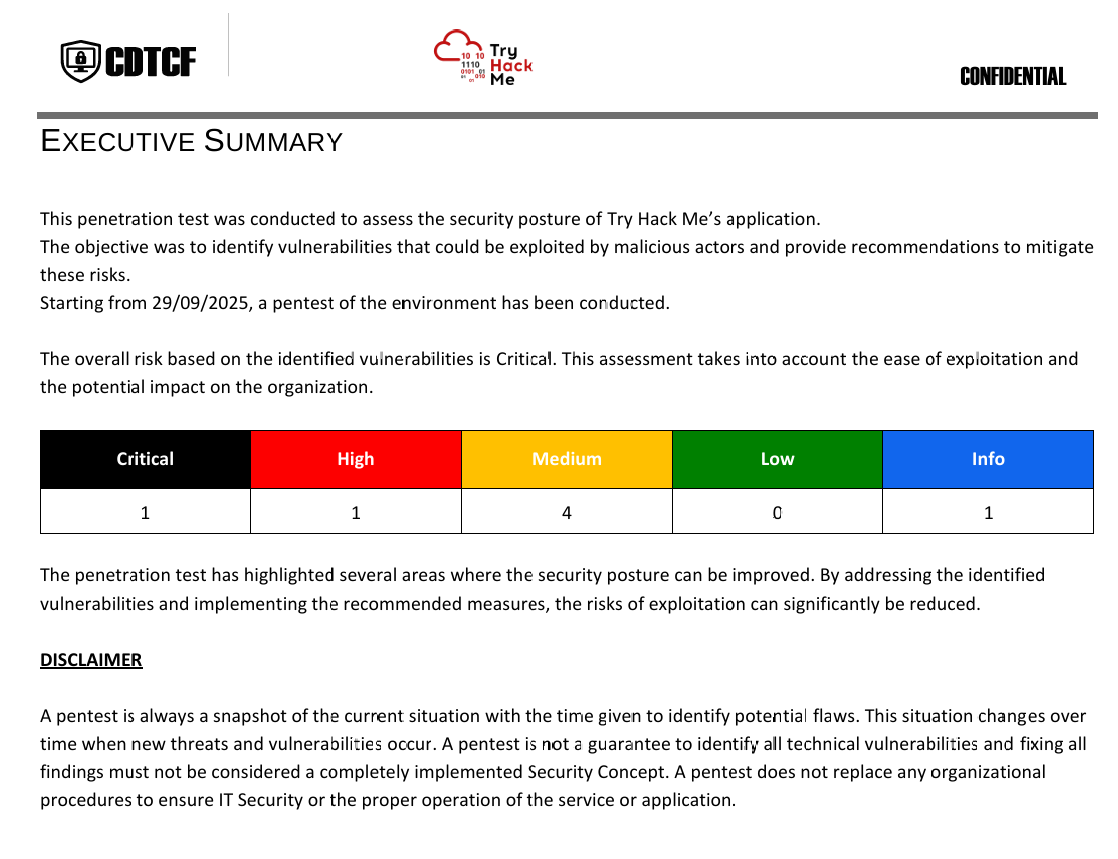 CDTCF
Try
Hack
Me
10 10
1110
0101 01
01 010
01
CONFIDENTIAL
EXECUTIVE SUMMARY
This penetration test was conducted to assess the security posture of Try Hack Me’s application.
The objective was to identify vulnerabilities that could be exploited by malicious actors and provide recommendations to mitigate
these risks.
Starting from 29/09/2025, a pentest of the environment has been conducted.
The overall risk based on the identified vulnerabilities is Critical. This assessment takes into account the ease of exploitation and
the potential impact on the organization.
Critical High Medium Low Info
1 1 4 0 1
The penetration test has highlighted several areas where the security posture can be improved. By addressing the identified
vulnerabilities and implementing the recommended measures, the risks of exploitation can significantly be reduced.
DISCLAIMER
A pentest is always a snapshot of the current situation with the time given to identify potential flaws. This situation changes over
time when new threats and vulnerabilities occur. A pentest is not a guarantee to identify all technical vulnerabilities and fixing all
findings must not be considered a completely implemented Security Concept. A pentest does not replace any organizational
procedures to ensure IT Security or the proper operation of the service or application.